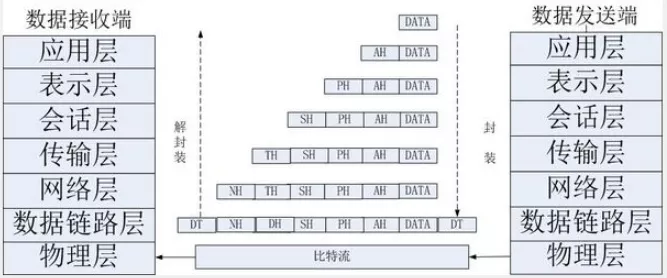 数据接收端
数据发送端
DATA
应用层
AH DATA
应用层
表示层
PH AH DATA
表示层
会话层
SH PH AH DATA
会话层
解封装
封装
传输层
TH SH PH AH DATA
传输层
网络层
NH TH SH PH AH DATA
网络层
数据链路层
DT NH DH SH PH AH DATA DT
数据链路层
物理层
比特流
物理层